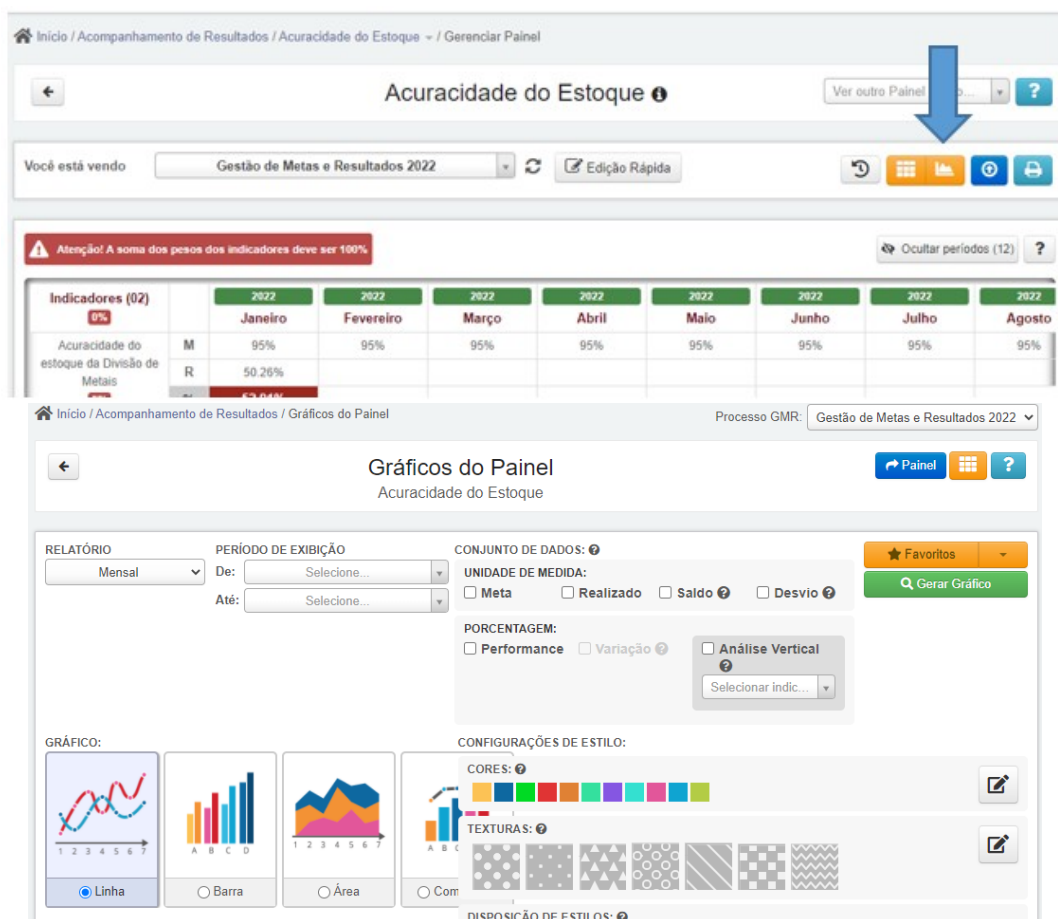 Início / Acompanhamento de Resultados / Acuracidade do Estoque / Gerenciar Painel
Acuracidade do Estoque
Ver outro Painel
?
Você está vendo
Gestão de Metas e Resultados 2022
Edição Rápida
Atenção! A soma dos pesos dos indicadores deve ser 100%
Ocultar períodos (12)
?
Indicadores (02) 2022 2022 2022 2022 2022 2022 2022 2022
0% Janeiro Fevereiro Março Abril Maio Junho Julho Agosto
Acuracidade do estoque da Divisão de Metais
M 95% 95% 95% 95% 95% 95% 95% 95%
R 50.26%
Início / Acompanhamento de Resultados / Gráficos do Painel
Processo GMR: Gestão de Metas e Resultados 2022
Gráficos do Painel
Acuracidade do Estoque
Painel
?
RELATÓRIO
Mensal
PERÍODO DE EXIBIÇÃO
De: Selecione...
Até: Selecione...
CONJUNTO DE DADOS: ?
UNIDADE DE MEDIDA:
Meta Realizado Saldo ? Desvio ?
PORCENTAGEM:
Performance Variação ? Análise Vertical
?
Selecionar indic...
Favoritos
Gerar Gráfico
GRÁFICO:
1 2 3 4 5 6 7
A B C D
1 2 3 4 5 6 7
A B
Linha Barra Área Com
CONFIGURAÇÕES DE ESTILO:
CORES: ?
TEXTURAS: ?
DISPOSIÇÃO DE ESTILOS: ?